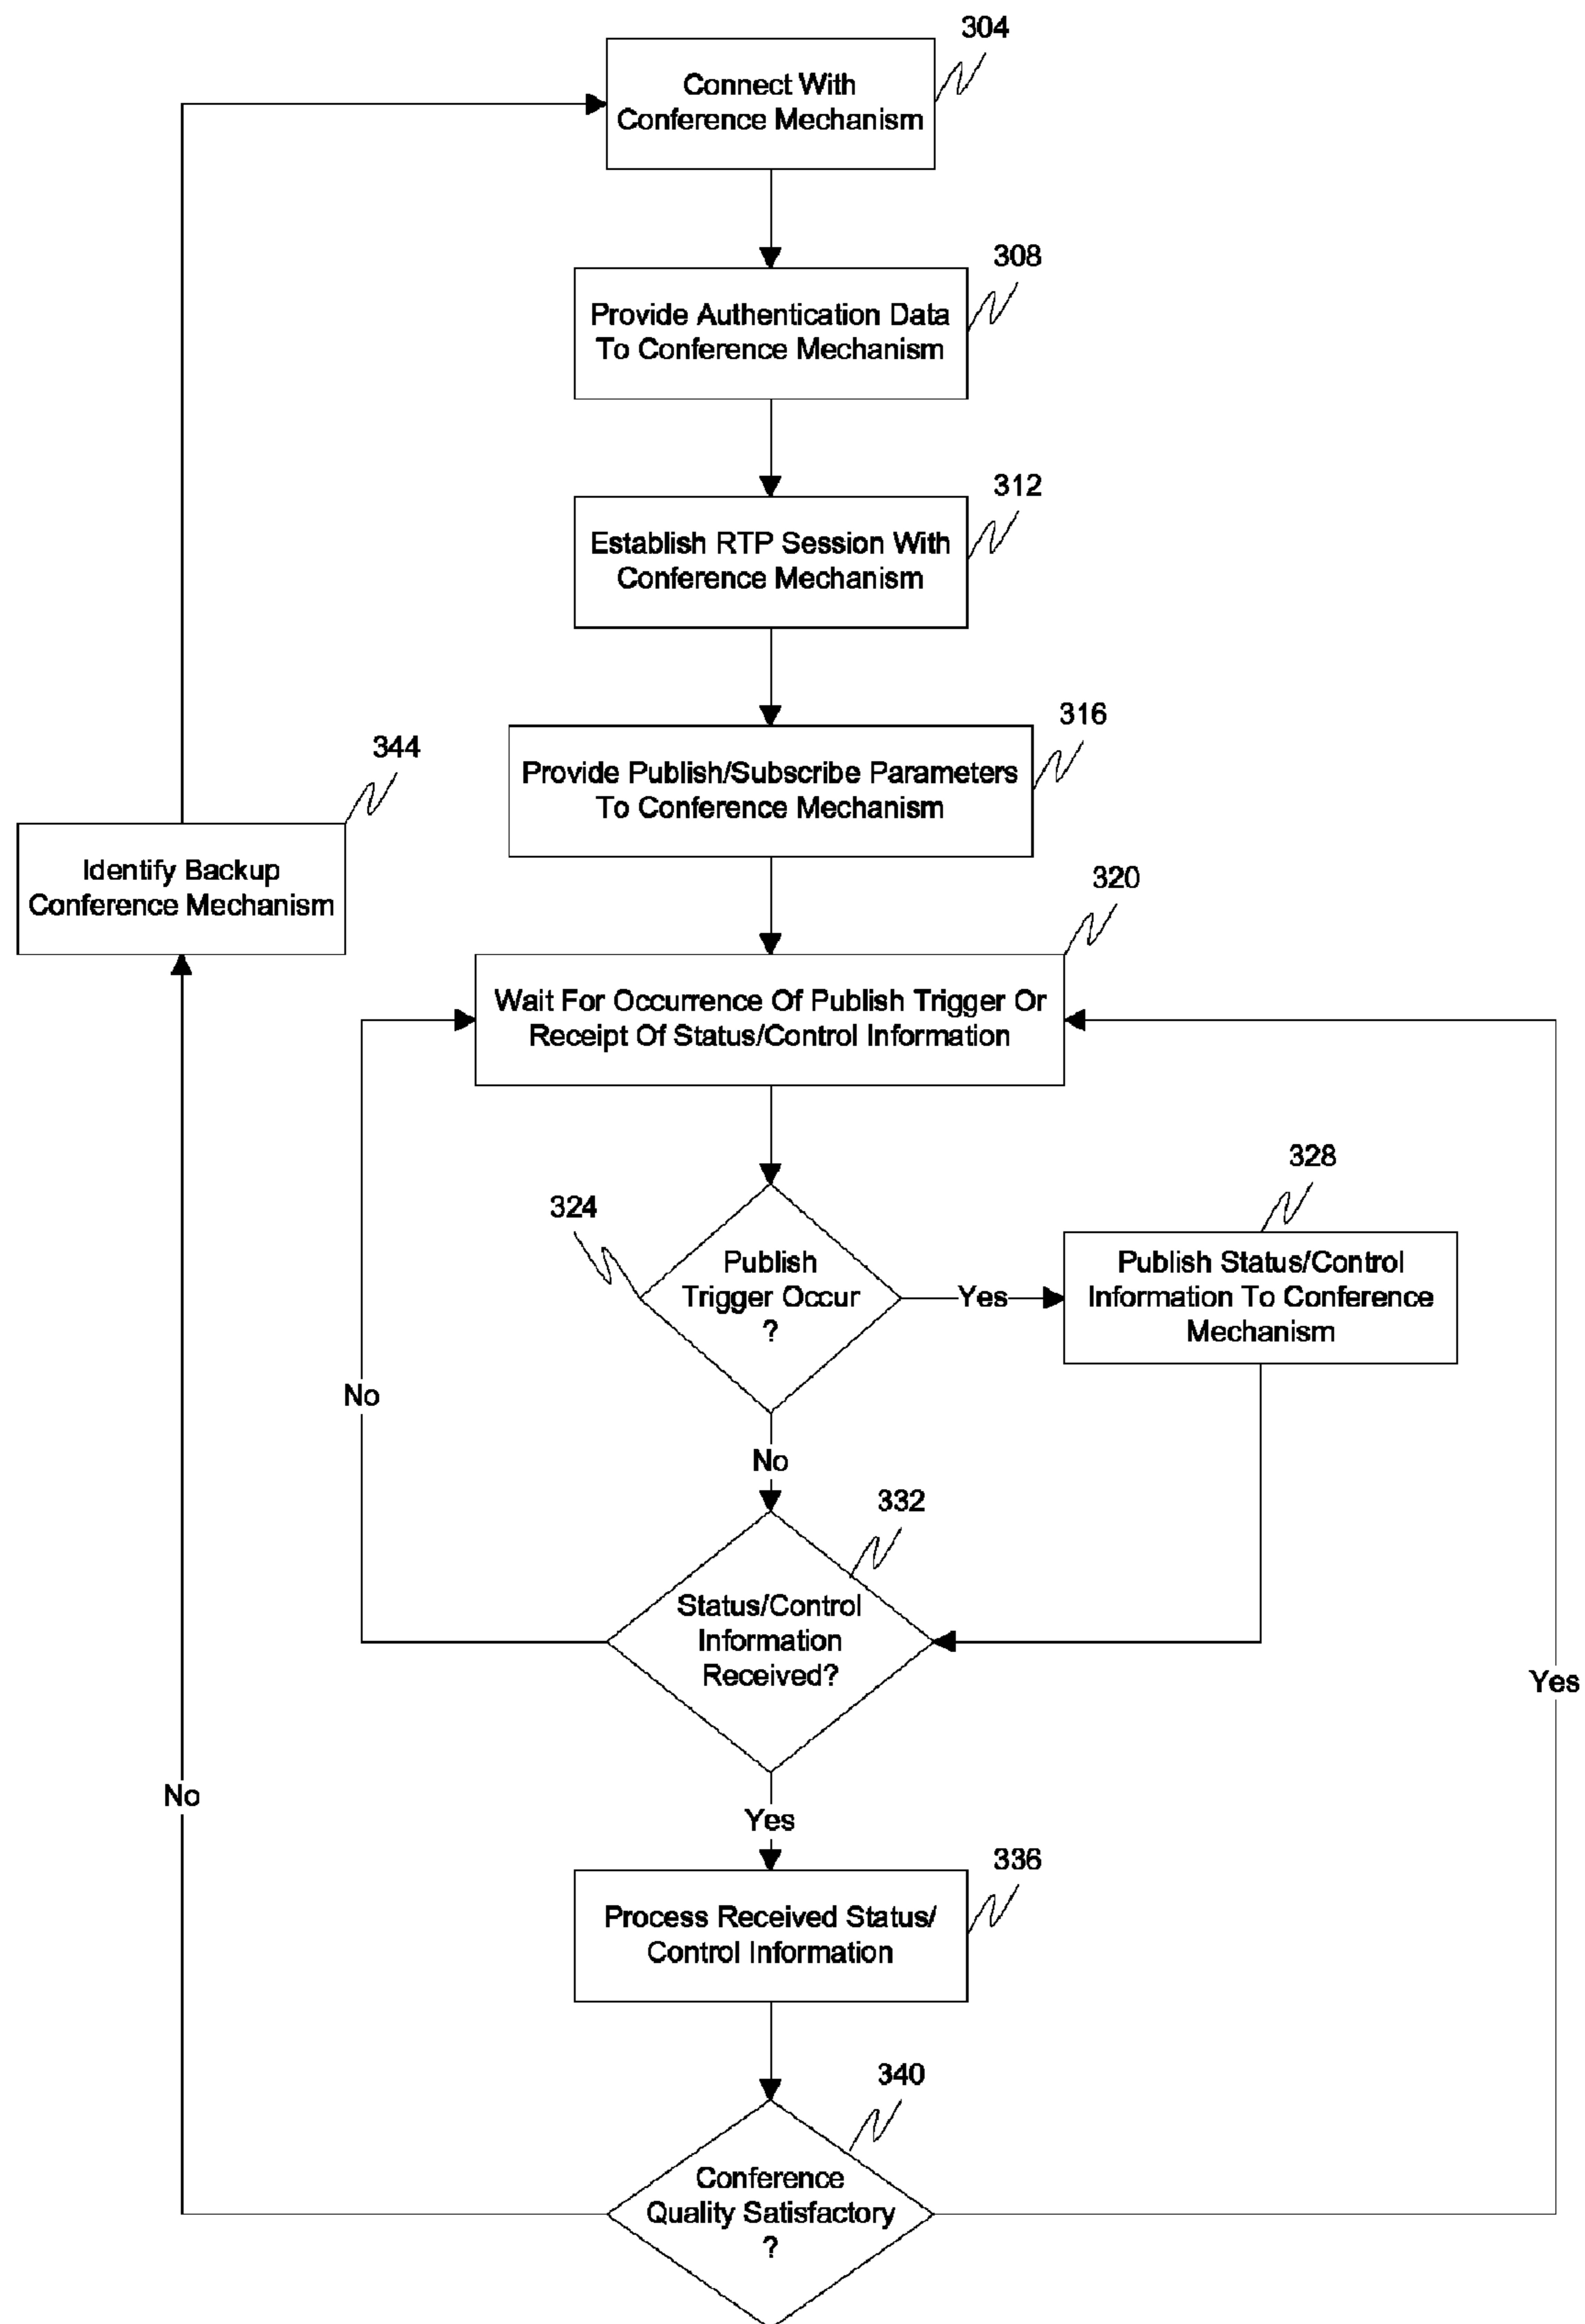 304
Connect With
Conference Mechanism
308
Provide Authentication Data
To Conference Mechanism
312
Establish RTP Session With
Conference Mechanism
316
Provide Publish/Subscribe Parameters
To Conference Mechanism
344
Identify Backup
Conference Mechanism
320
Wait For Occurrence Of Publish Trigger Or
Receipt Of Status/Control Information
324
Publish
Trigger Occur
?
Yes
328
Publish Status/Control
Information To Conference
Mechanism
No
No
332
Status/Control
Information
Received?
Yes
No
Yes
336
Process Received Status/
Control Information
340
Conference
Quality Satisfactory
?